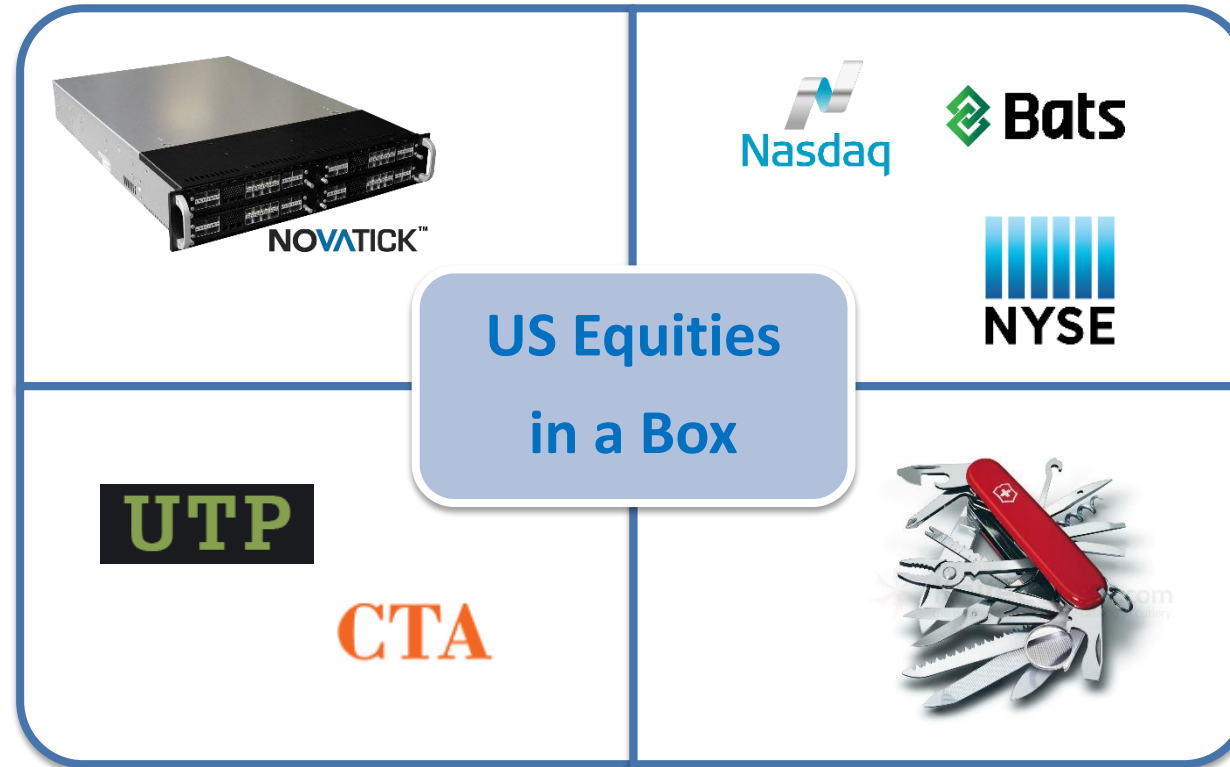 NOVATICK™
Nasdaq
Bats
NYSE
US Equities
in a Box
UTP
CTA